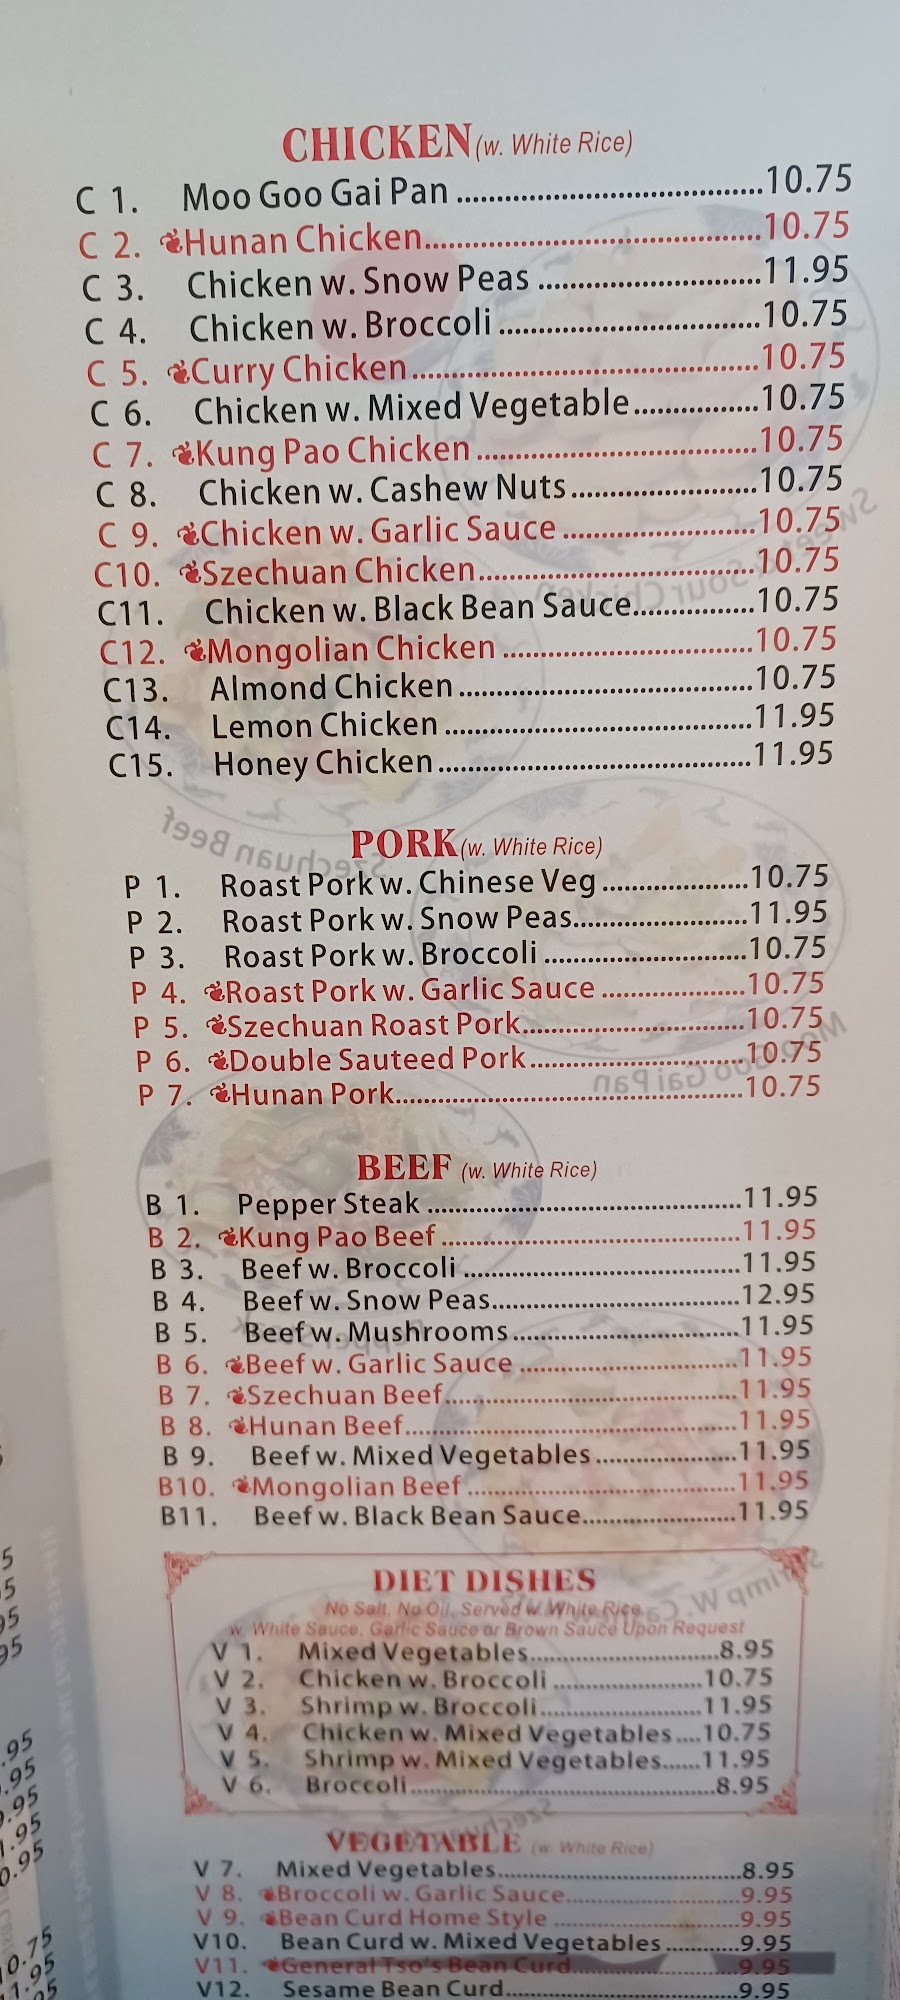 CHICKEN (w. White Rice)
C 1. Moo Goo Gai Pan 10.75
C 2. Hunan Chicken 10.75
C 3. Chicken w. Snow Peas 11.95
C 4. Chicken w. Broccoli 10.75
C 5. Curry Chicken 10.75
C 6. Chicken w. Mixed Vegetable 10.75
C 7. Kung Pao Chicken 10.75
C 8. Chicken w. Cashew Nuts 10.75
C 9. Chicken w. Garlic Sauce 10.75
C10. Szechuan Chicken 10.75
C11. Chicken w. Black Bean Sauce 10.75
C12. Mongolian Chicken 10.75
C13. Almond Chicken 10.75
C14. Lemon Chicken 11.95
C15. Honey Chicken 11.95
PORK (w. White Rice)
P 1. Roast Pork w. Chinese Veg 10.75
P 2. Roast Pork w. Snow Peas 11.95
P 3. Roast Pork w. Broccoli 10.75
P 4. Roast Pork w. Garlic Sauce 10.75
P 5. Szechuan Roast Pork 10.75
P 6. Double Sauteed Pork 10.75
P 7. Hunan Pork 10.75
BEEF (w. White Rice)
B 1. Pepper Steak 11.95
B 2. Kung Pao Beef 11.95
B 3. Beef w. Broccoli 11.95
B 4. Beef w. Snow Peas 12.95
B 5. Beef w. Mushrooms 11.95
B 6. Beef w. Garlic Sauce 11.95
B 7. Szechuan Beef 11.95
B 8. Hunan Beef 11.95
B 9. Beef w. Mixed Vegetables 11.95
B10. Mongolian Beef 11.95
B11. Beef w. Black Bean Sauce 11.95
DIET DISHES
No Salt, No Oil, Served w. White Rice
w. White Sauce, Garlic Sauce or Brown Sauce Upon Request
V 1. Mixed Vegetables 8.95
V 2. Chicken w. Broccoli 10.75
V 3. Shrimp w. Broccoli 11.95
V 4. Chicken w. Mixed Vegetables 10.75
V 5. Shrimp w. Mixed Vegetables 11.95
V 6. Broccoli 8.95
VEGETABLE (w. White Rice)
V 7. Mixed Vegetables 8.95
V 8. Broccoli w. Garlic Sauce 9.95
V 9. Bean Curd Home Style 9.95
V10. Bean Curd w. Mixed Vegetables 9.95
V11. General Tso's Bean Curd 9.95
V12. Sesame Bean Curd 9.95